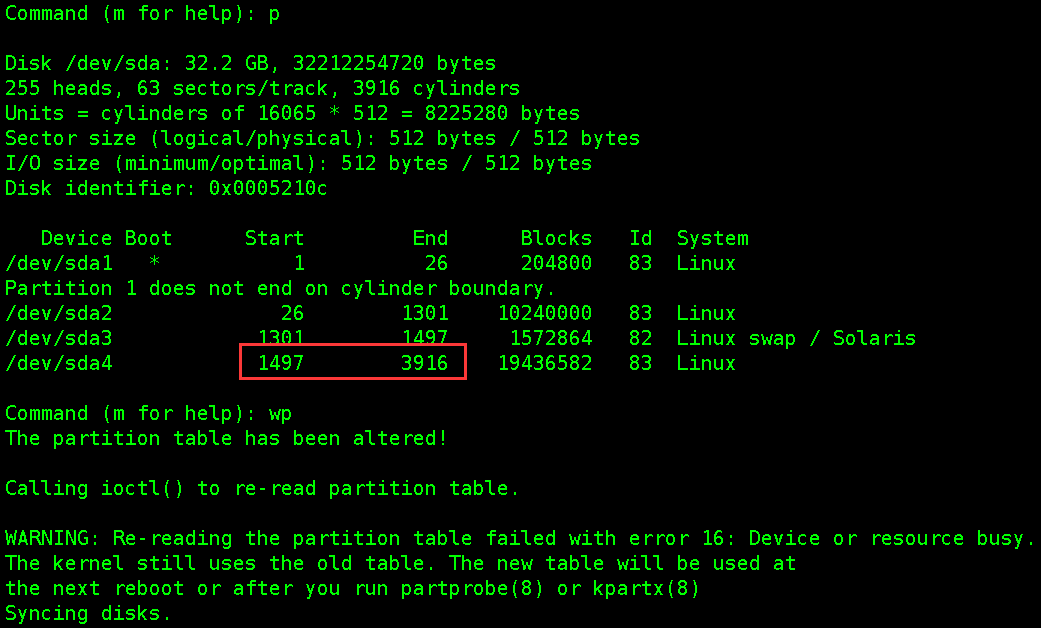 Command (m for help): p
Disk /dev/sda: 32.2 GB, 32212254720 bytes
255 heads, 63 sectors/track, 3916 cylinders
Units = cylinders of 16065 * 512 = 8225280 bytes
Sector size (logical/physical): 512 bytes / 512 bytes
I/O size (minimum/optimal): 512 bytes / 512 bytes
Disk identifier: 0x0005210c
   Device Boot      Start         End      Blocks   Id  System
/dev/sda1   *           1          26      204800   83  Linux
Partition 1 does not end on cylinder boundary.
/dev/sda2              26        1301    10240000   83  Linux
/dev/sda3            1301        1497     1572864   82  Linux swap / Solaris
/dev/sda4            1497        3916    19436582   83  Linux
Command (m for help): wp
The partition table has been altered!
Calling ioctl() to re-read partition table.
WARNING: Re-reading the partition table failed with error 16: Device or resource busy.
The kernel still uses the old table. The new table will be used at
the next reboot or after you run partprobe(8) or kpartx(8)
Syncing disks.